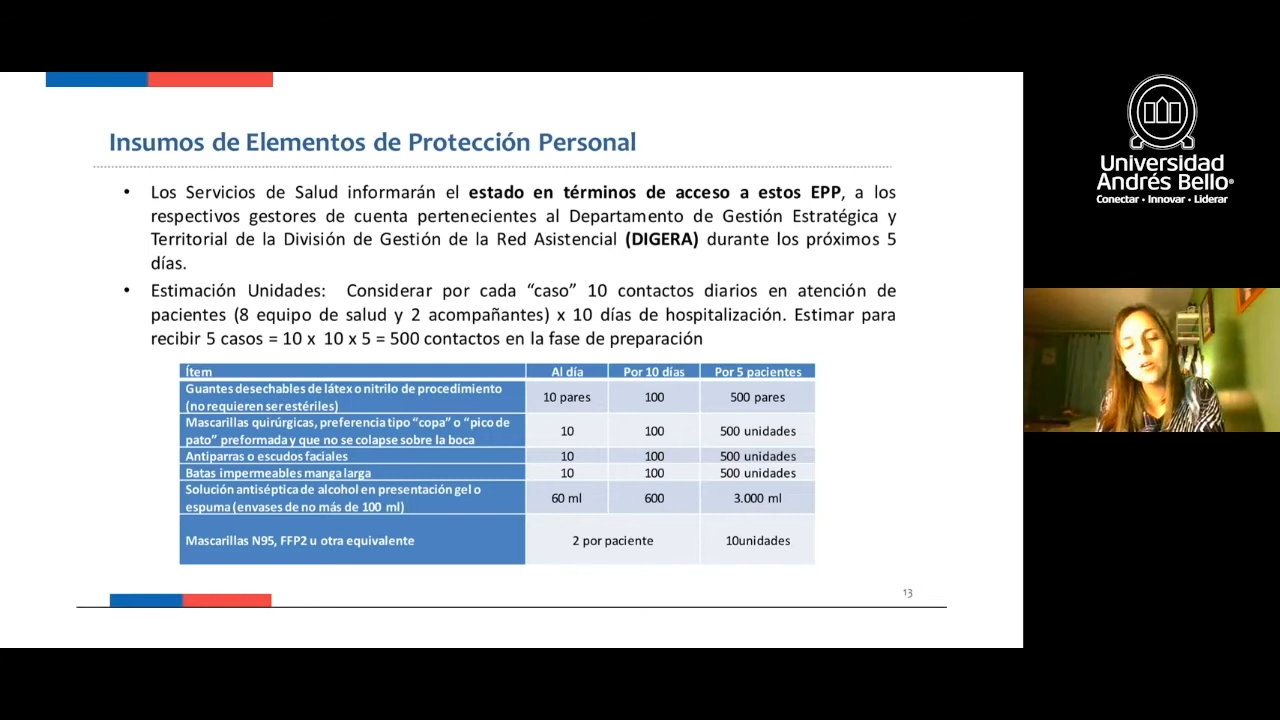 Insumos de Elementos de Protección Personal
• Los Servicios de Salud informarán el estado en términos de acceso a estos EPP, a los
respectivos gestores de cuenta pertenecientes al Departamento de Gestión Estratégica y
Territorial de la División de Gestión de la Red Asistencial (DIGERA) durante los próximos 5
días.
• Estimación Unidades: Considerar por cada “caso” 10 contactos diarios en atención de
pacientes (8 equipo de salud y 2 acompañantes) x 10 días de hospitalización. Estimar para
recibir 5 casos = 10 x 10 x 5 = 500 contactos en la fase de preparación
Ítem Al día Por 10 días Por 5 pacientes
Guantes desechables de látex o nitrilo de procedimiento
(no requieren ser estériles) 10 pares 100 500 pares
Mascarillas quirúrgicas, preferencia tipo “copa” o “pico de
pato” preformada y que no se colapse sobre la boca 10 100 500 unidades
Antiparras o escudos faciales 10 100 500 unidades
Batas impermeables manga larga 10 100 500 unidades
Solución antiséptica de alcohol en presentación gel o
espuma (envases de no más de 100 ml) 60 ml 600 3.000 ml
Mascarillas N95, FFP2 u otra equivalente 2 por paciente 10unidades
13
Universidad
Andrés Bello®
Conectar • Innovar • Liderar